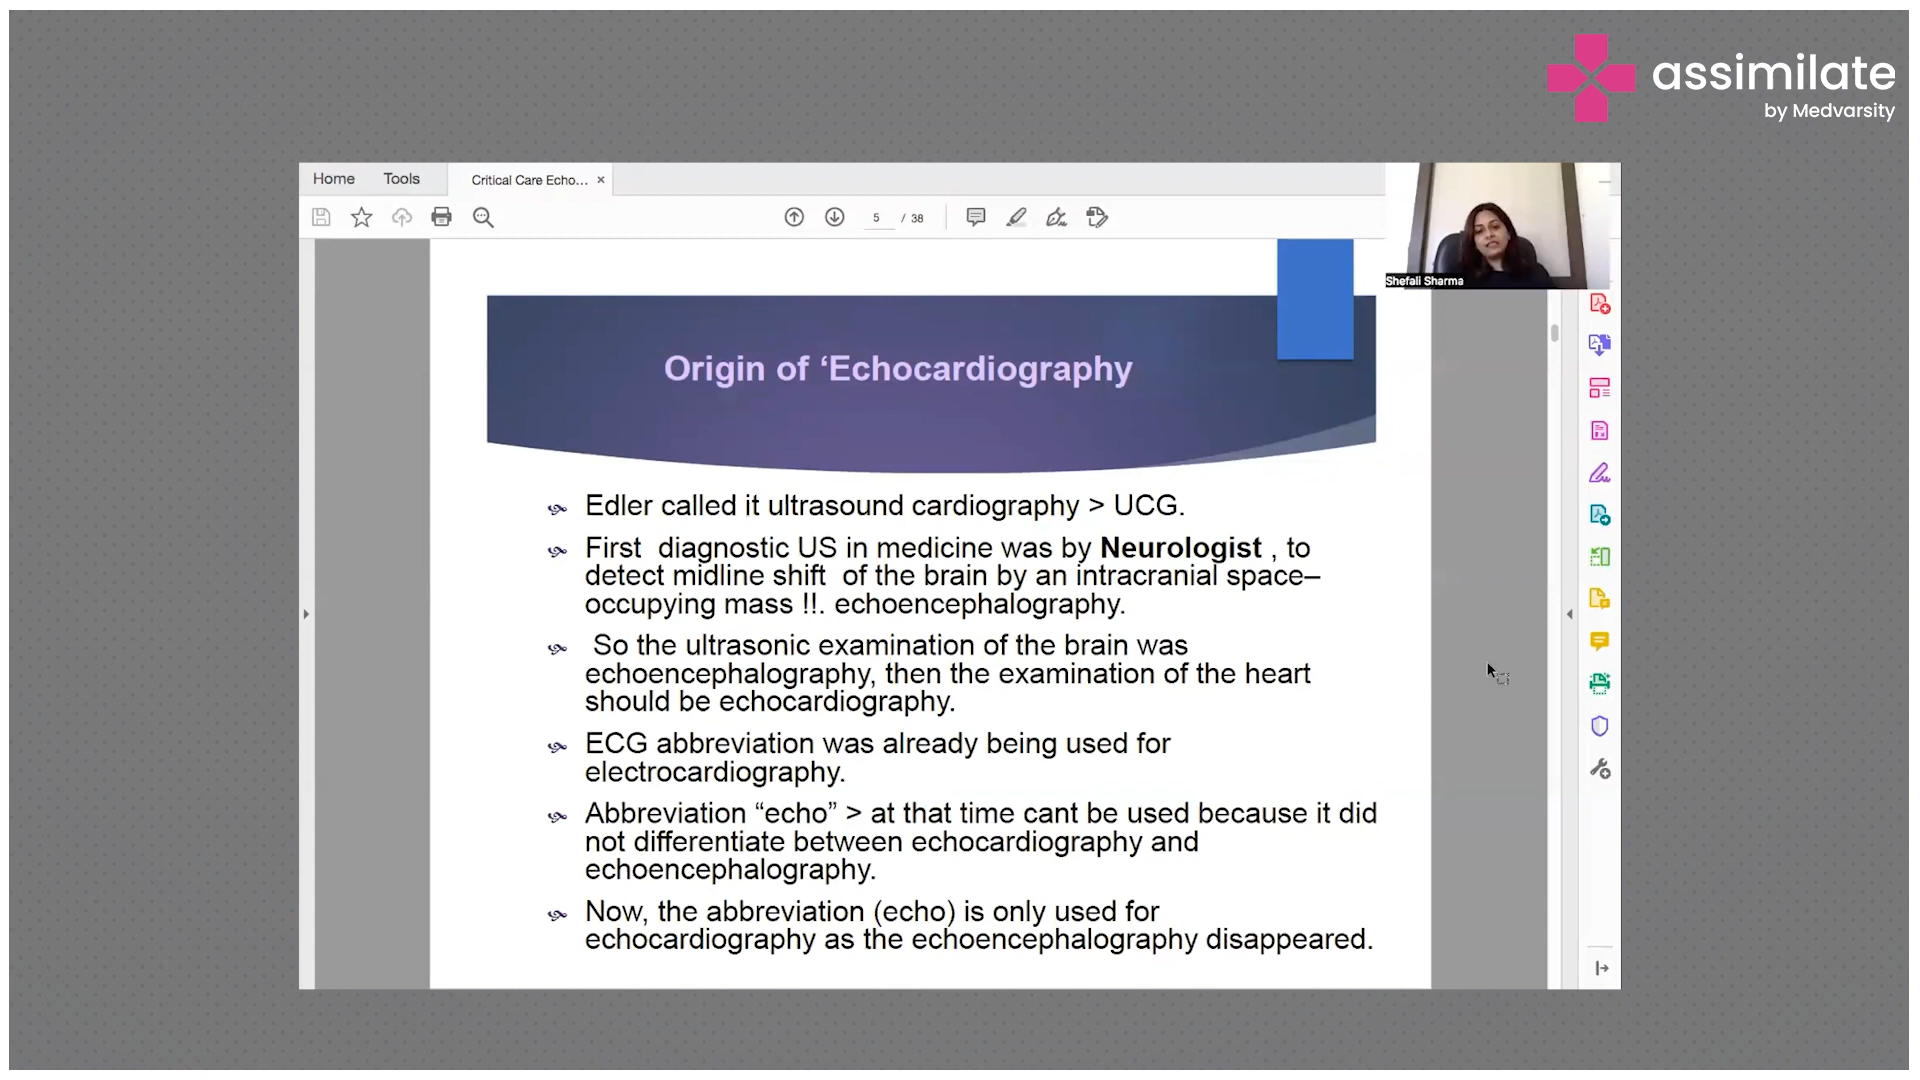 assimilate
by Medvarsity
Home Tools Critical Care Echo... ×
5 / 38
Shefali Sharma
Origin of ‘Echocardiography
Edler called it ultrasound cardiography > UCG.
First diagnostic US in medicine was by Neurologist , to
detect midline shift of the brain by an intracranial space–
occupying mass !!. echoencephalography.
So the ultrasonic examination of the brain was
echoencephalography, then the examination of the heart
should be echocardiography.
ECG abbreviation was already being used for
electrocardiography.
Abbreviation “echo” > at that time cant be used because it did
not differentiate between echocardiography and
echoencephalography.
Now, the abbreviation (echo) is only used for
echocardiography as the echoencephalography disappeared.